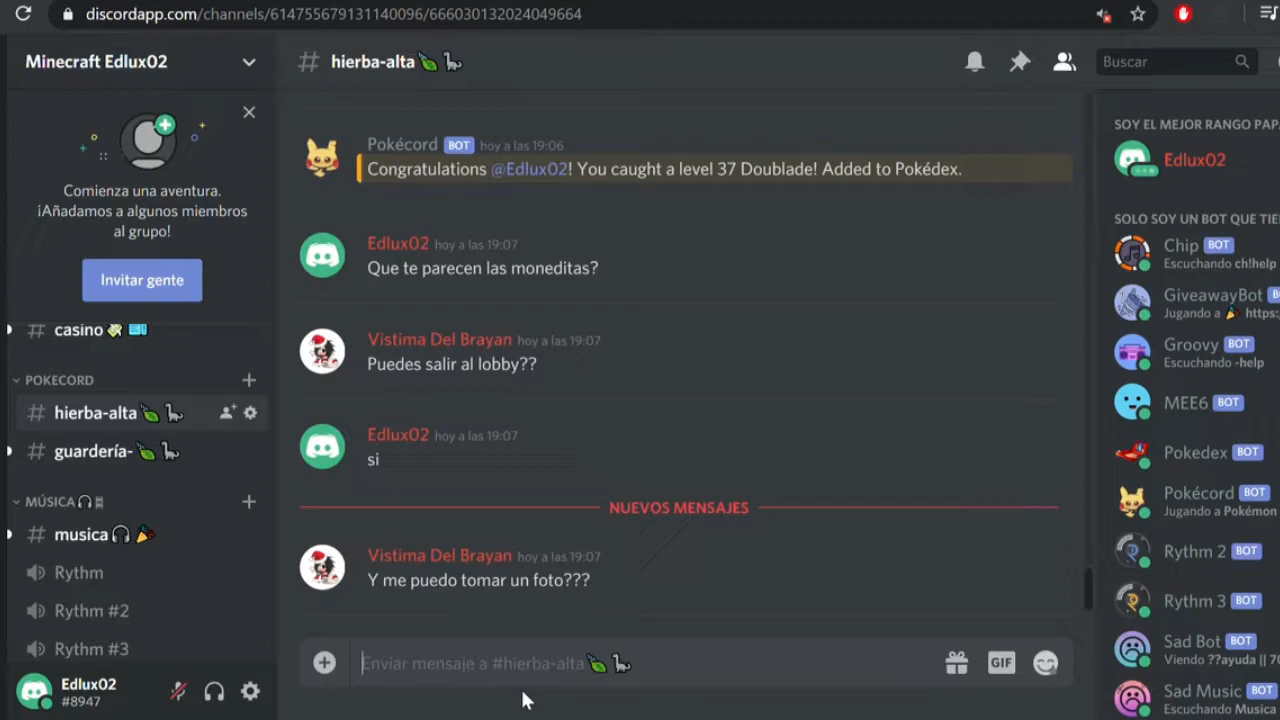 discordapp.com/channels/614755679131140096/666030132024049664
Minecraft Edlux02
Comienza una aventura.
¡Añadamos a algunos miembros
al grupo!
Invitar gente
# casino
POKECORD
# hierba-alta
# guardería-
MÚSICA
# musica
Rythm
Rythm #2
Rythm #3
Edlux02
#8947
# hierba-alta
Buscar
Pokécord BOT hoy a las 19:06
Congratulations @Edlux02! You caught a level 37 Doublade! Added to Pokédex.
Edlux02 hoy a las 19:07
Que te parecen las moneditas?
Vistima Del Brayan hoy a las 19:07
Puedes salir al lobby??
Edlux02 hoy a las 19:07
si
NUEVOS MENSAJES
Vistima Del Brayan hoy a las 19:07
Y me puedo tomar un foto???
Enviar mensaje a #hierba-alta
GIF
SOY EL MEJOR RANGO PAP
Edlux02
SOLO SOY UN BOT QUE TIE
Chip BOT
Escuchando ch!help
GiveawayBot
Jugando a https:
Groovy BOT
Escuchando -help
MEE6 BOT
Pokedex BOT
Pokécord BOT
Jugando a Pokémon
Rythm 2 BOT
Rythm 3 BOT
Sad Bot BOT
Viendo ??ayuda || 70
Sad Music BOT
Escuchando Musica